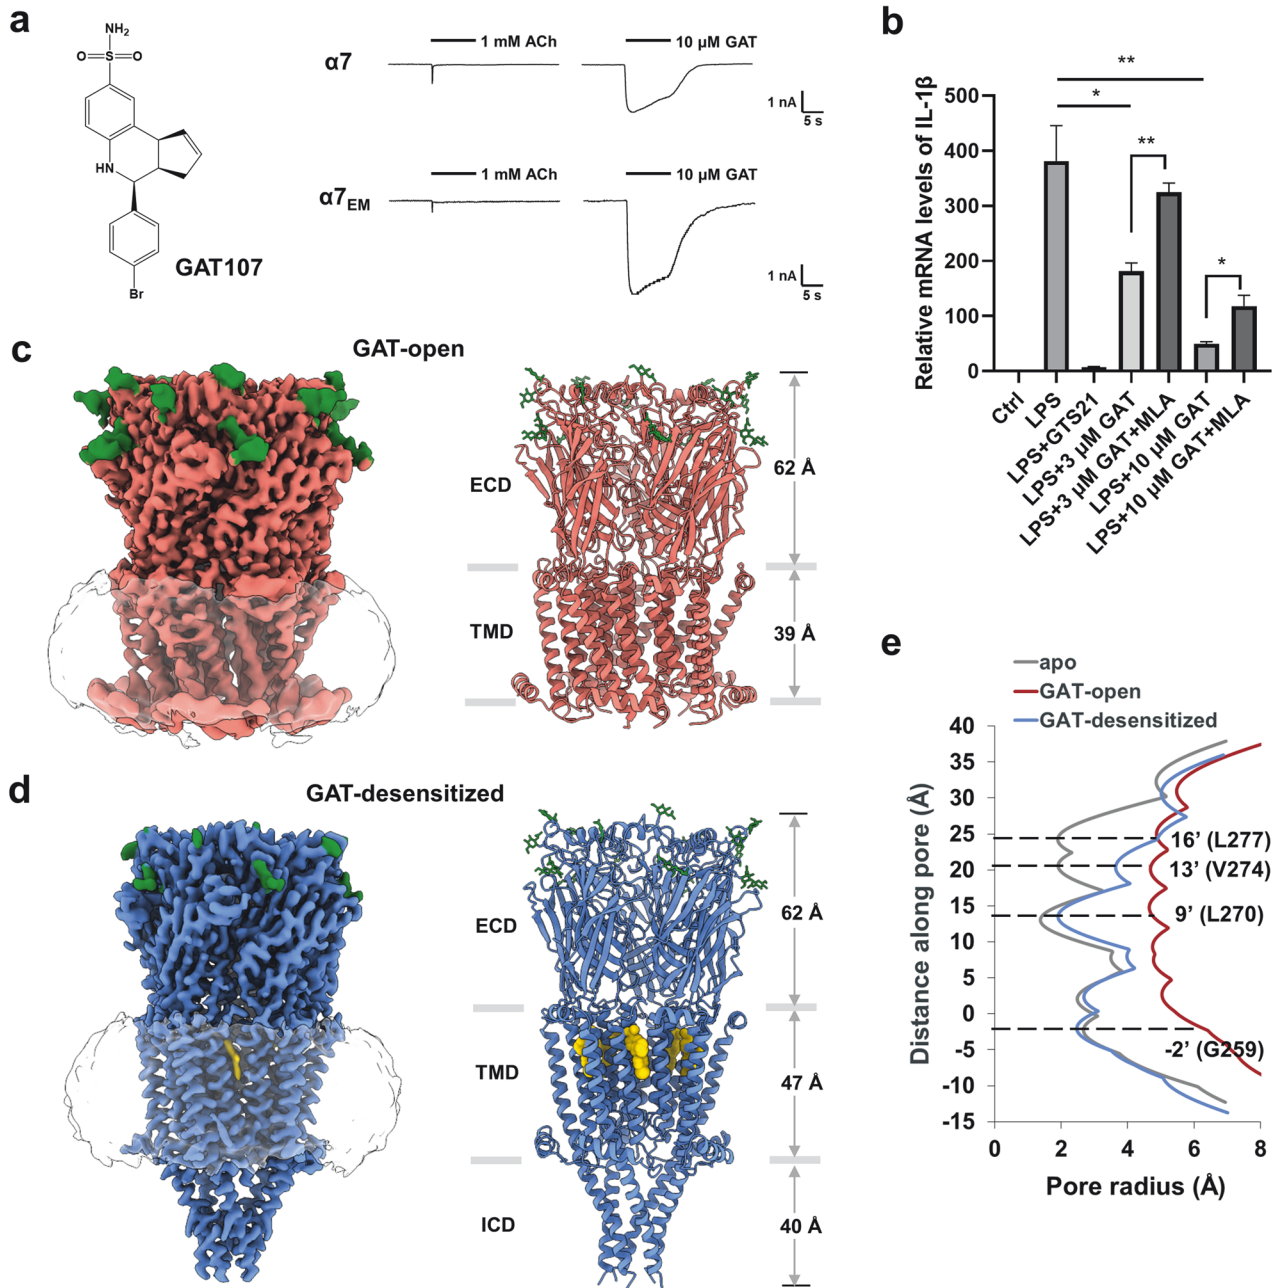 a
NH2
O
S
O
HN
Br
GAT107
α7
1 mM ACh
10 μM GAT
1 nA
5 s
α7EM
1 mM ACh
10 μM GAT
1 nA
5 s
b
Relative mRNA levels of IL-1β
500
400
300
200
100
0
**
*
**
*
Ctrl
LPS
LPS+GTS21
LPS+3 μM GAT
LPS+3 μM GAT+MLA
LPS+10 μM GAT
LPS+10 μM GAT+MLA
c
GAT-open
ECD
TMD
62 Å
39 Å
d
GAT-desensitized
ECD
TMD
ICD
62 Å
47 Å
40 Å
e
apo
GAT-open
GAT-desensitized
Distance along pore (Å)
40
35
30
25
20
15
10
5
0
-5
-10
-15
16’ (L277)
13’ (V274)
9’ (L270)
-2’ (G259)
0 2 4 6 8
Pore radius (Å)